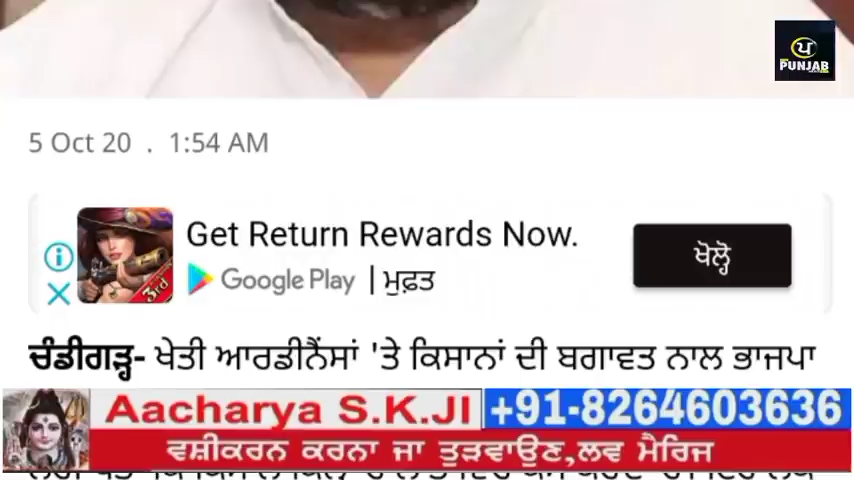 ਪ
PUNJAB
5 Oct 20 . 1:54 AM
Get Return Rewards Now.
Google Play | ਮੁਫ਼ਤ
ਖੋਲ੍ਹੋ
3rd
ਚੰਡੀਗੜ੍ਹ- ਖੇਤੀ ਆਰਡੀਨੈਂਸਾਂ 'ਤੇ ਕਿਸਾਨਾਂ ਦੀ ਬਗਾਵਤ ਨਾਲ ਭਾਜਪਾ
Aacharya S.K.JI +91-8264603636
ਵਸ਼ੀਕਰਨ ਕਰਨਾ ਜਾ ਤੁੜਵਾਉਣ,ਲਵ ਮੈਰਿਜ